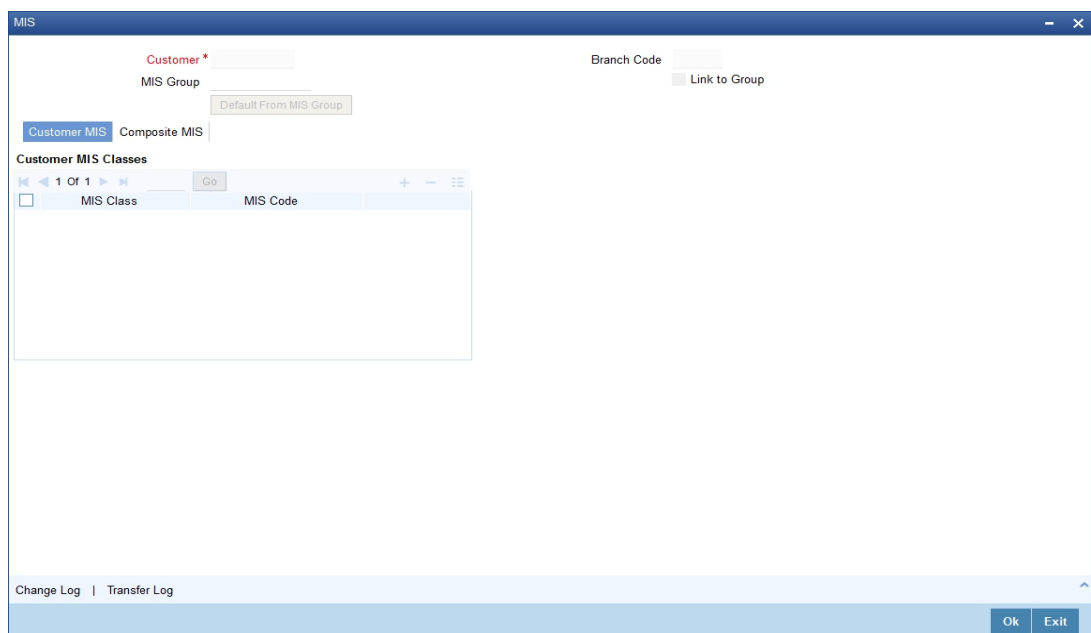 MIS
Customer * Branch Code
MIS Group Link to Group
Default From MIS Group
Customer MIS Composite MIS
Customer MIS Classes
1 Of 1 Go
MIS Class MIS Code
Change Log | Transfer Log
Ok Exit